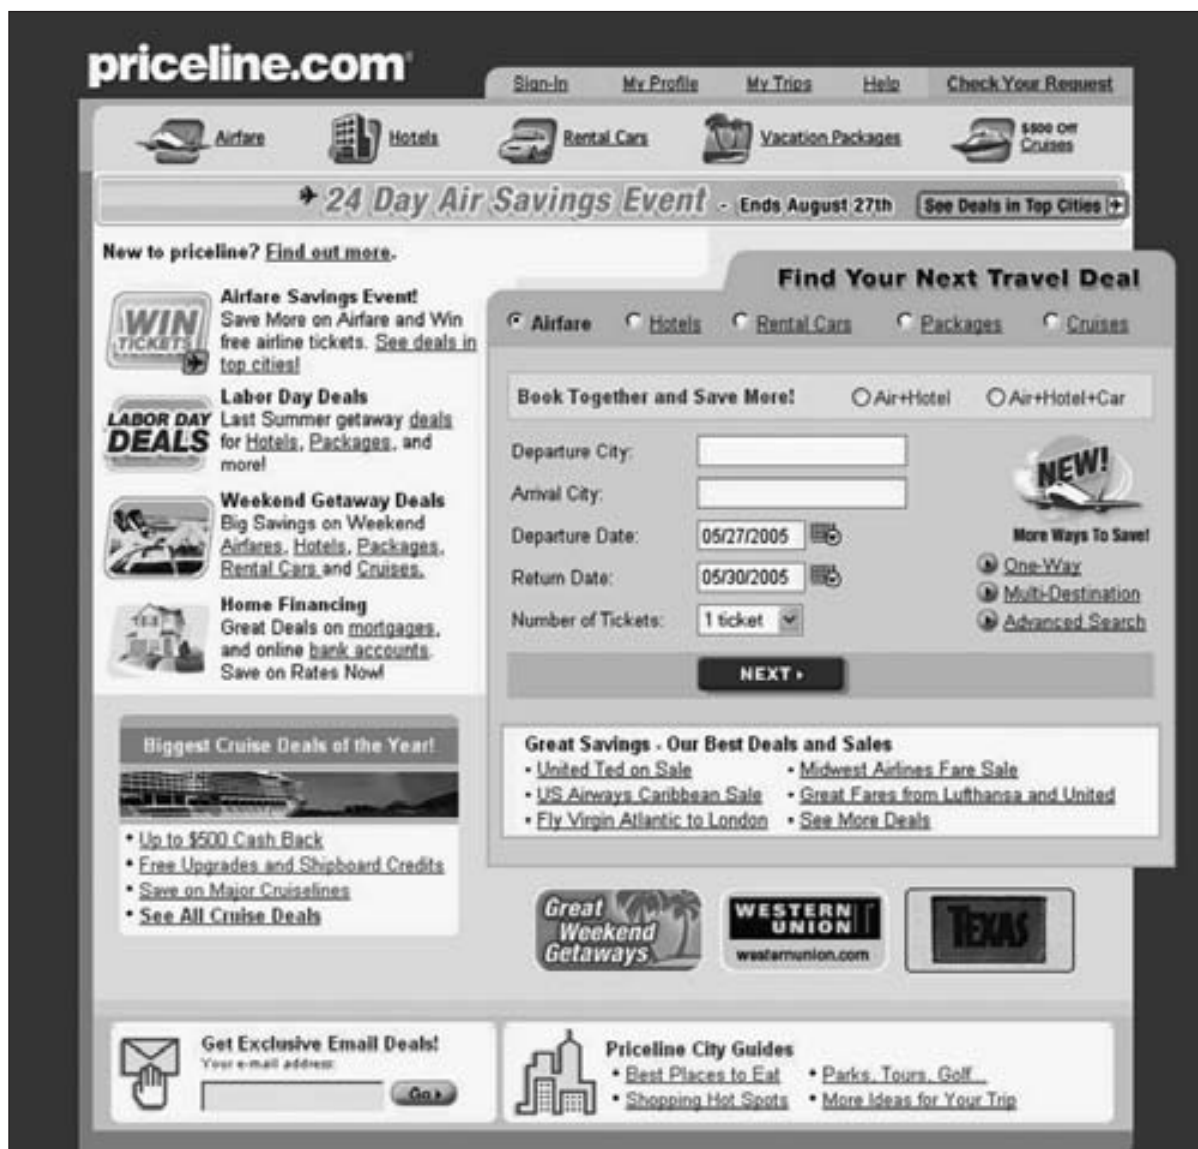 priceline.com
Sign-In My Profile My Trips Help Check Your Request
Airfare Hotels Rental Cars Vacation Packages $500 Off
Cruises
24 Day Air Savings Event - Ends August 27th See Deals in Top Cities
New to priceline? Find out more.
Find Your Next Travel Deal
WIN
TICKETS
Airfare Savings Event!
Save More on Airfare and Win
free airline tickets. See deals in
top cities!
Airfare Hotels Rental Cars Packages Cruises
LABOR DAY
DEALS
Labor Day Deals
Last Summer getaway deals
for Hotels, Packages, and
more!
Book Together and Save More! Air+Hotel Air+Hotel+Car
Weekend Getaway Deals
Big Savings on Weekend
Airfares, Hotels, Packages,
Rental Cars and Cruises.
Home Financing
Great Deals on mortgages,
and online bank accounts.
Save on Rates Now!
Departure City:
Arrival City:
Departure Date: 05/27/2005
Return Date: 05/30/2005
Number of Tickets: 1 ticket
NEW!
More Ways To Save!
One-Way
Multi-Destination
Advanced Search
NEXT
Biggest Cruise Deals of the Year!
• Up to $500 Cash Back
• Free Upgrades and Shipboard Credits
• Save on Major Cruiselines
• See All Cruise Deals
Great Savings - Our Best Deals and Sales
• United Ted on Sale • Midwest Airlines Fare Sale
• US Airways Caribbean Sale • Great Fares from Lufthansa and United
• Fly Virgin Atlantic to London • See More Deals
Great
Weekend
Getaways
WESTERN
UNION
westernunion.com
TEXAS
Get Exclusive Email Deals!
Your e-mail address:
Go
Priceline City Guides
• Best Places to Eat • Parks, Tours, Golf...
• Shopping Hot Spots • More Ideas for Your Trip